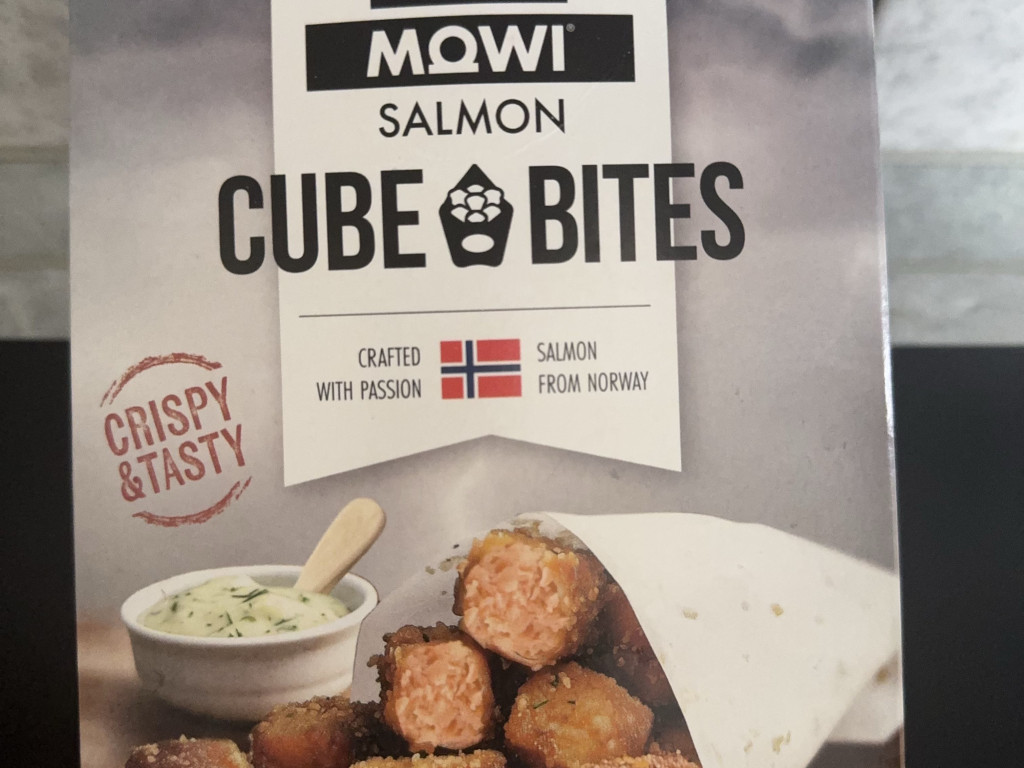 MOWI®
SALMON
CUBE BITES
CRAFTED
WITH PASSION
SALMON
FROM NORWAY
CRISPY
&TASTY